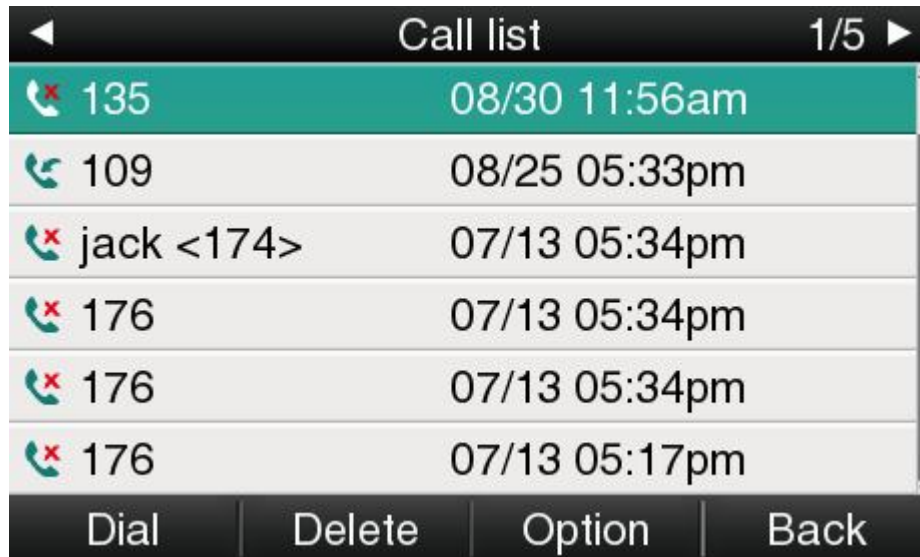 Call list 1/5
135 08/30 11:56am
109 08/25 05:33pm
jack <174> 07/13 05:34pm
176 07/13 05:34pm
176 07/13 05:34pm
176 07/13 05:17pm
Dial Delete Option Back